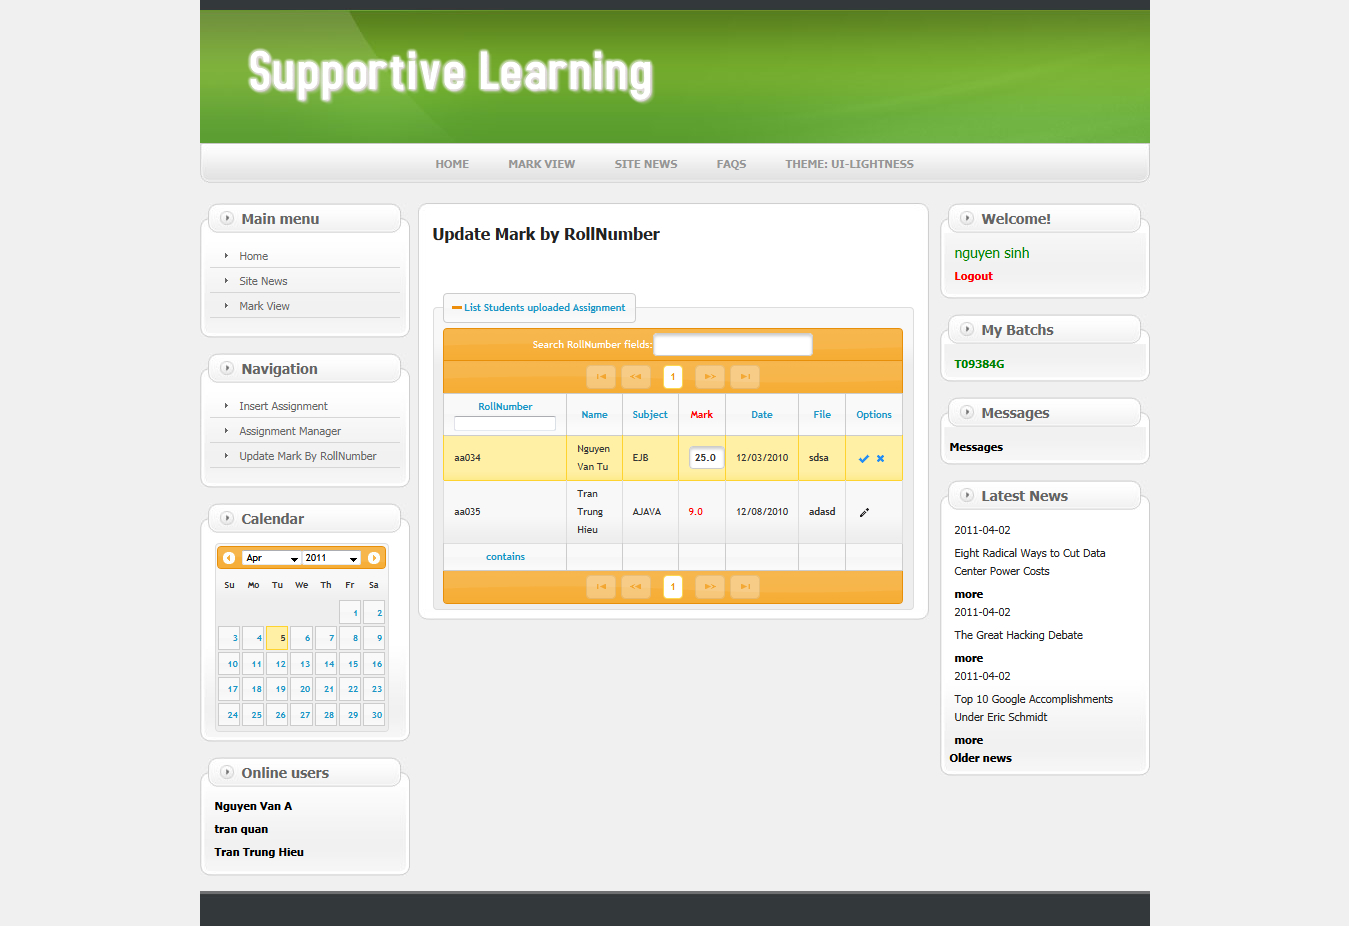 Supportive Learning
HOME MARK VIEW SITE NEWS FAQS THEME: UI-LIGHTNESS
Main menu
Home
Site News
Mark View
Navigation
Insert Assignment
Assignment Manager
Update Mark By RollNumber
Calendar
Apr 2011
Su Mo Tu We Th Fr Sa
1 2
3 4 5 6 7 8 9
10 11 12 13 14 15 16
17 18 19 20 21 22 23
24 25 26 27 28 29 30
Online users
Nguyen Van A
tran quan
Tran Trung Hieu
Update Mark by RollNumber
List Students uploaded Assignment
Search RollNumber fields:
1
RollNumber Name Subject Mark Date File Options
aa034 Nguyen Van Tu EJB 25.0 12/03/2010 sdsa
aa035 Tran Trung Hieu AJAVA 9.0 12/08/2010 adasd
contains
1
Welcome!
nguyen sinh
Logout
My Batchs
T09384G
Messages
Messages
Latest News
2011-04-02
Eight Radical Ways to Cut Data
Center Power Costs
more
2011-04-02
The Great Hacking Debate
more
2011-04-02
Top 10 Google Accomplishments
Under Eric Schmidt
more
Older news